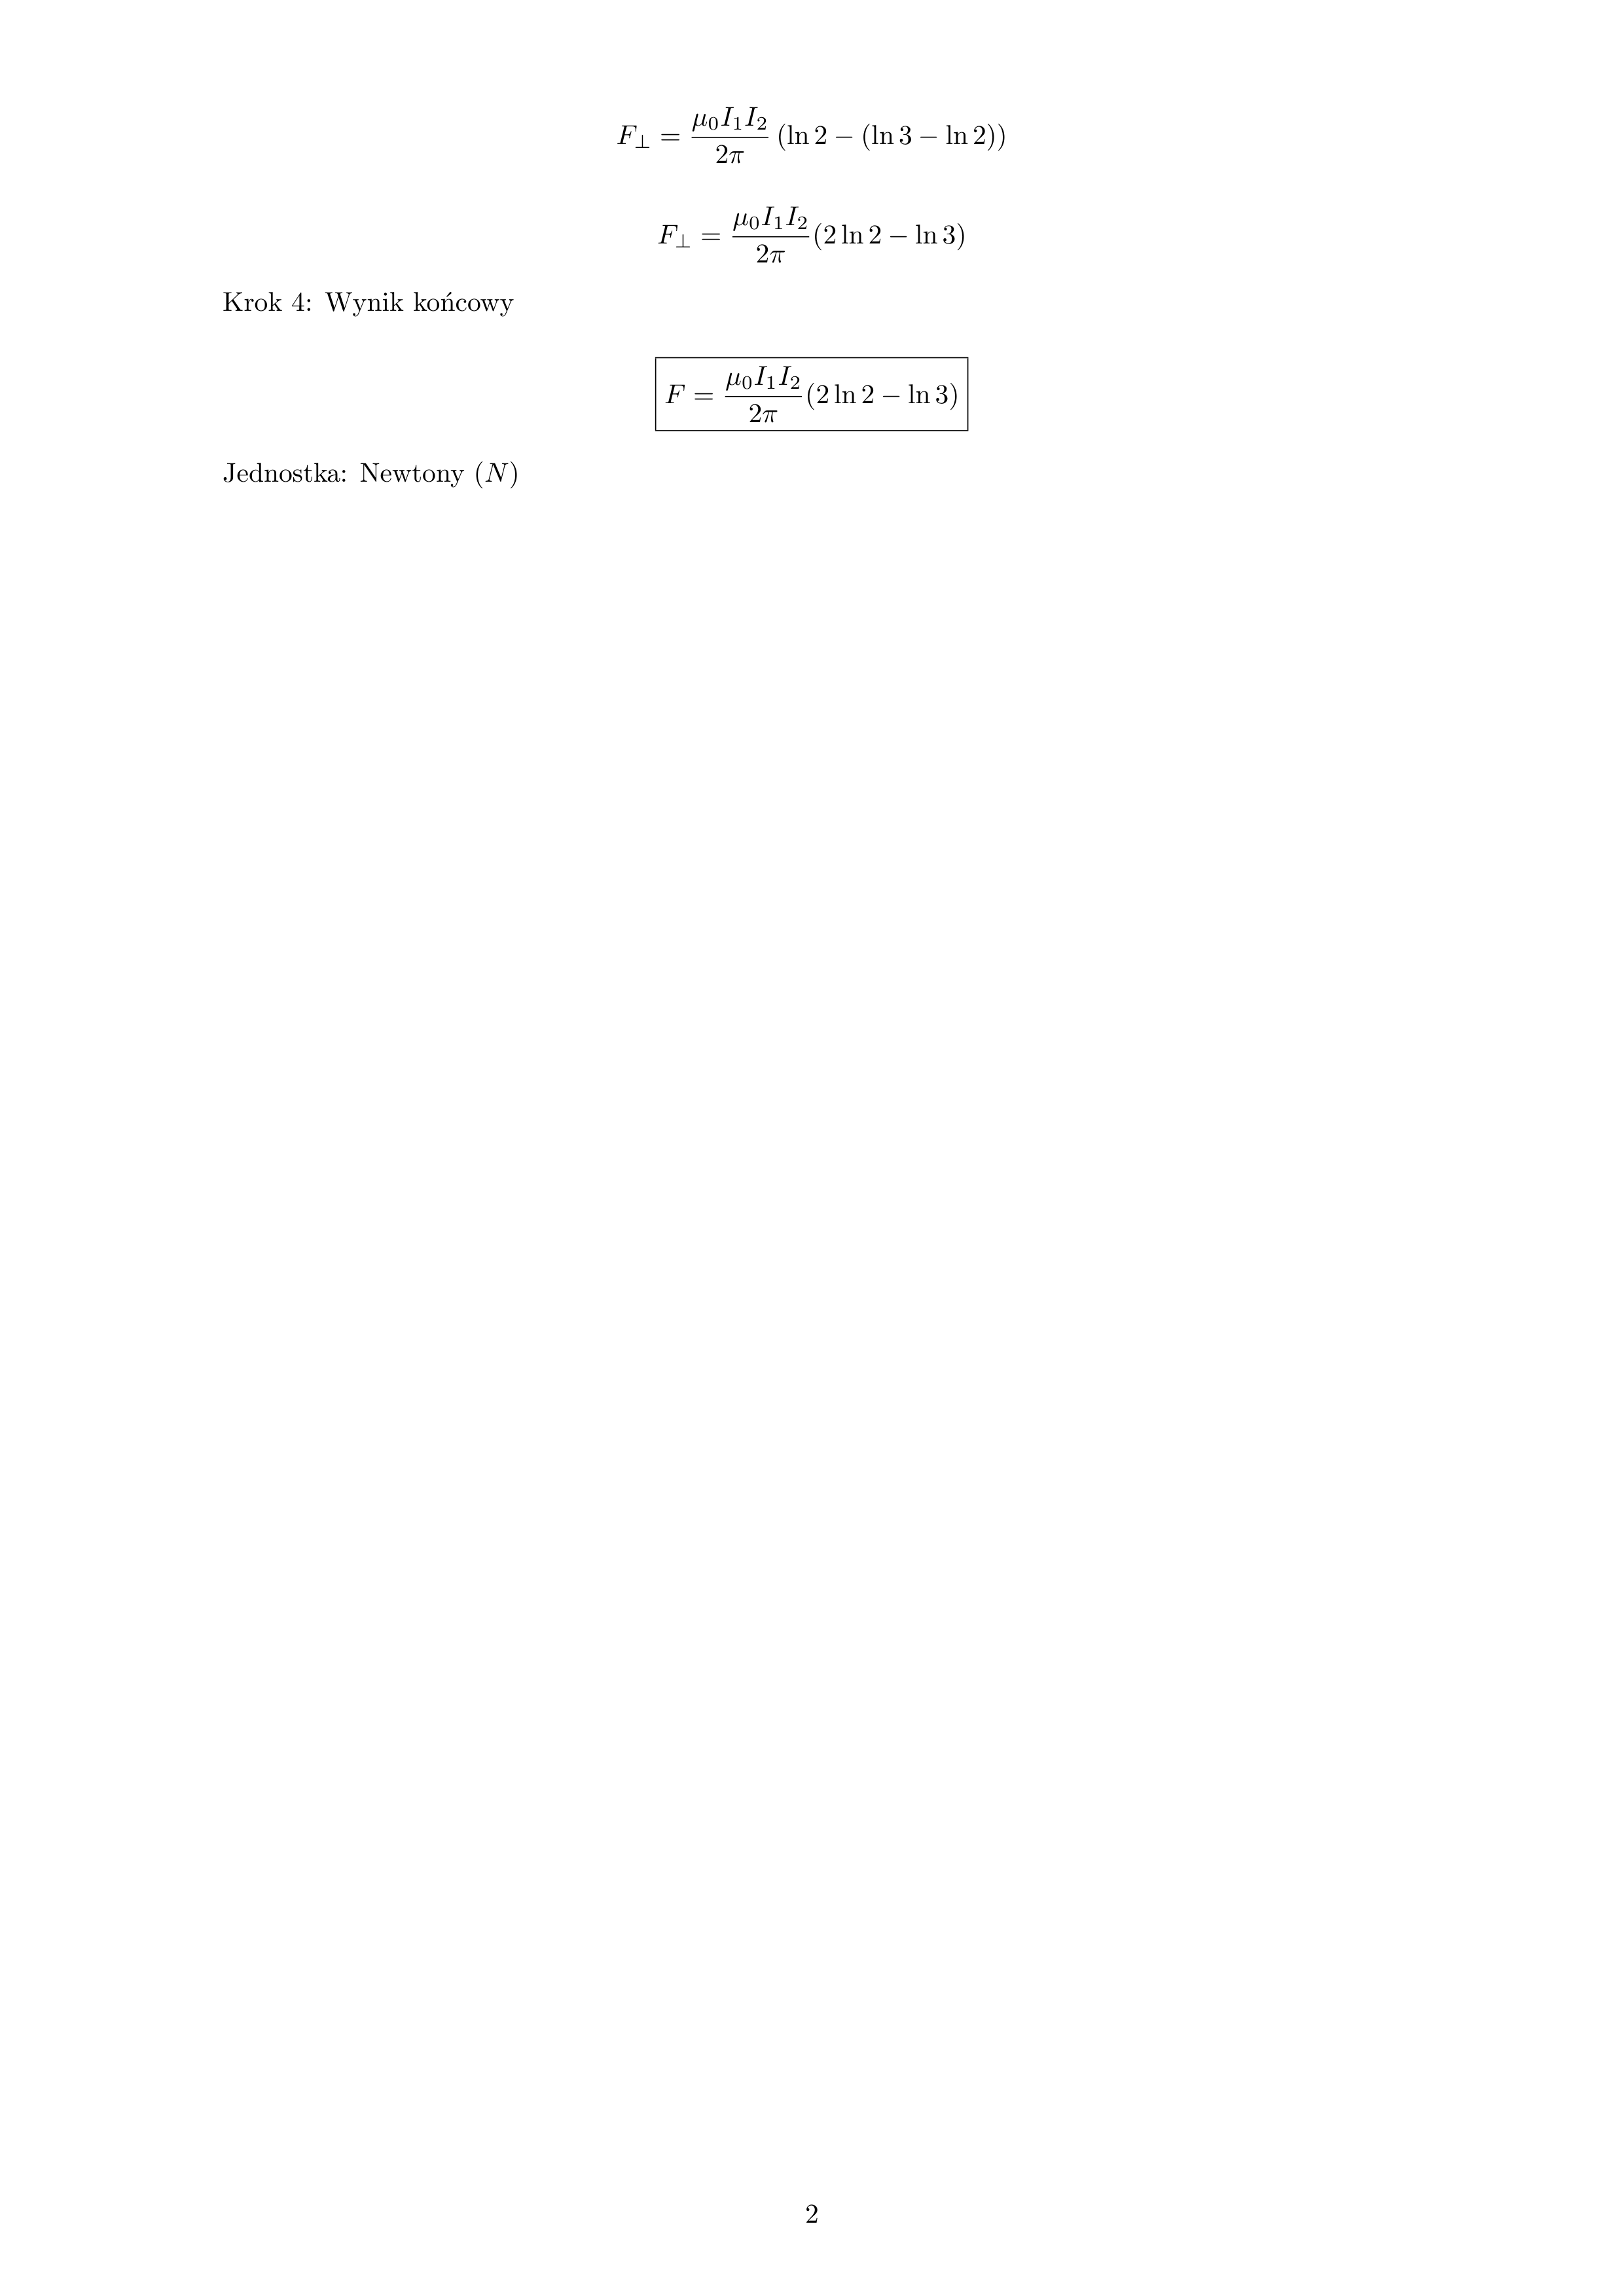 $$F_{\perp} = \frac{\mu_0 I_1 I_2}{2\pi} \left(\ln 2 - (\ln 3 - \ln 2)\right)$$
$$F_{\perp} = \frac{\mu_0 I_1 I_2}{2\pi} (2 \ln 2 - \ln 3)$$
Krok 4: Wynik końcowy
$$\boxed{F = \frac{\mu_0 I_1 I_2}{2\pi} (2 \ln 2 - \ln 3)}$$
Jednostka: Newtony ($N$)
2